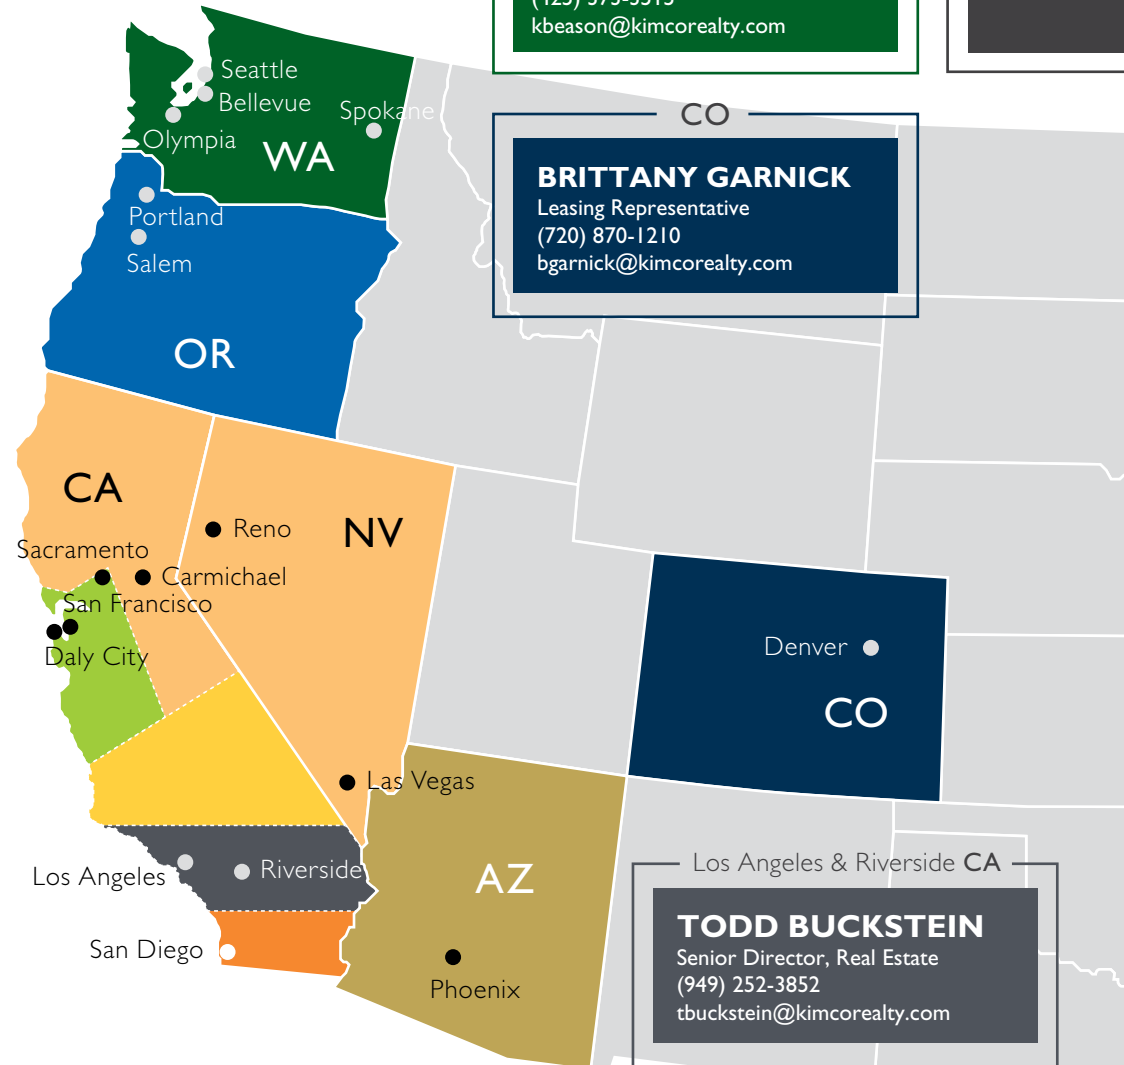 kbeason@kimcorealty.com
Seattle
Bellevue
Spokane
Olympia
WA
CO
BRITTANY GARNICK
Leasing Representative
(720) 870-1210
bgarnick@kimcorealty.com
Portland
Salem
OR
CA
NV
Reno
Sacramento
Carmichael
San Francisco
Daly City
Denver
CO
Las Vegas
Los Angeles
Riverside
AZ
San Diego
Phoenix
Los Angeles & Riverside CA
TODD BUCKSTEIN
Senior Director, Real Estate
(949) 252-3852
tbuckstein@kimcorealty.com